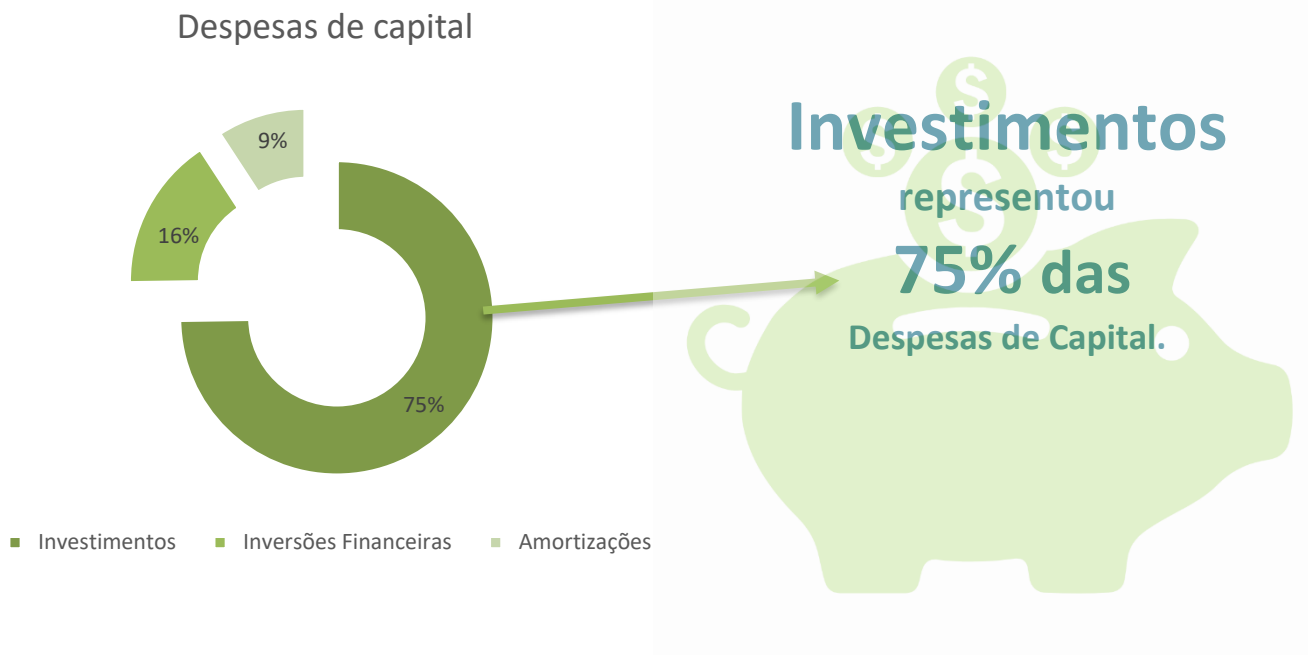 Despesas de capital
9%
16%
75%
Investimentos
Inversões Financeiras
Amortizações
$
$
$
$
Investimentos
representou
75% das
Despesas de Capital.